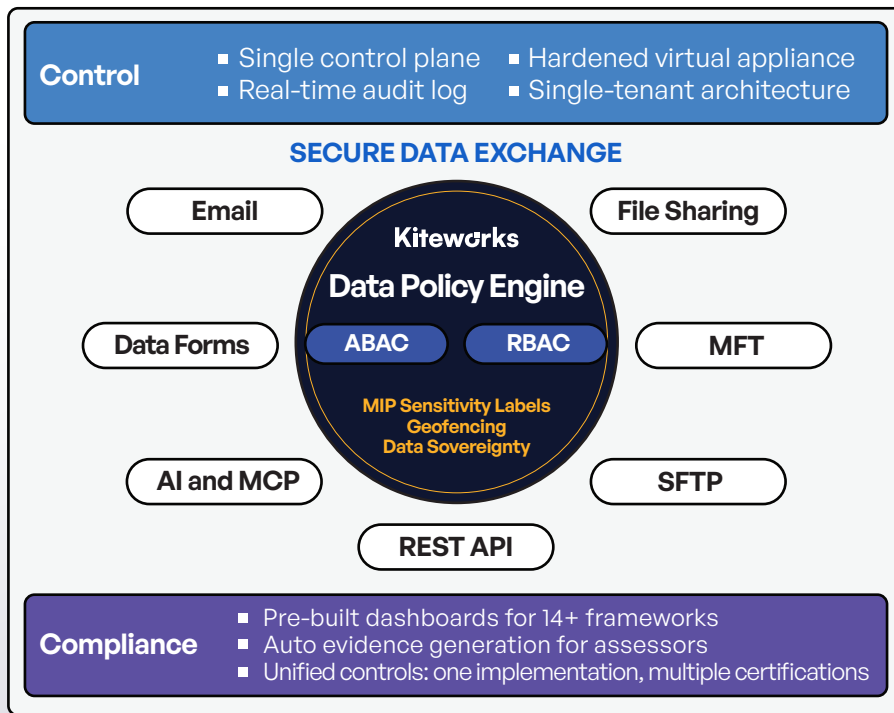 Control
Single control plane
Real-time audit log
Hardened virtual appliance
Single-tenant architecture
SECURE DATA EXCHANGE
Email
File Sharing
Kiteworks
Data Policy Engine
Data Forms
ABAC
RBAC
MFT
MIP Sensitivity Labels
Geofencing
Data Sovereignty
AI and MCP
SFTP
REST API
Compliance
Pre-built dashboards for 14+ frameworks
Auto evidence generation for assessors
Unified controls: one implementation, multiple certifications